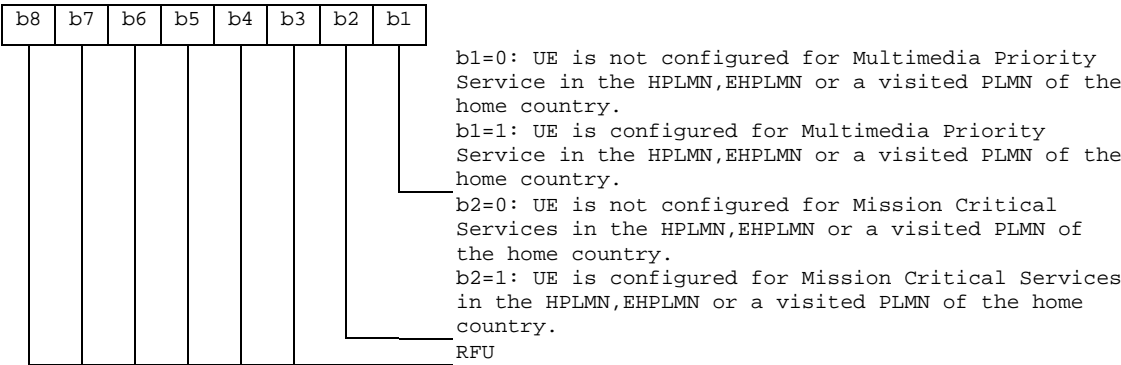 b8 b7 b6 b5 b4 b3 b2 b1
b1=0: UE is not configured for Multimedia Priority
Service in the HPLMN,EHPLMN or a visited PLMN of the
home country.
b1=1: UE is configured for Multimedia Priority
Service in the HPLMN,EHPLMN or a visited PLMN of the
home country.
b2=0: UE is not configured for Mission Critical
Services in the HPLMN,EHPLMN or a visited PLMN of
the home country.
b2=1: UE is configured for Mission Critical Services
in the HPLMN,EHPLMN or a visited PLMN of the home
country.
RFU